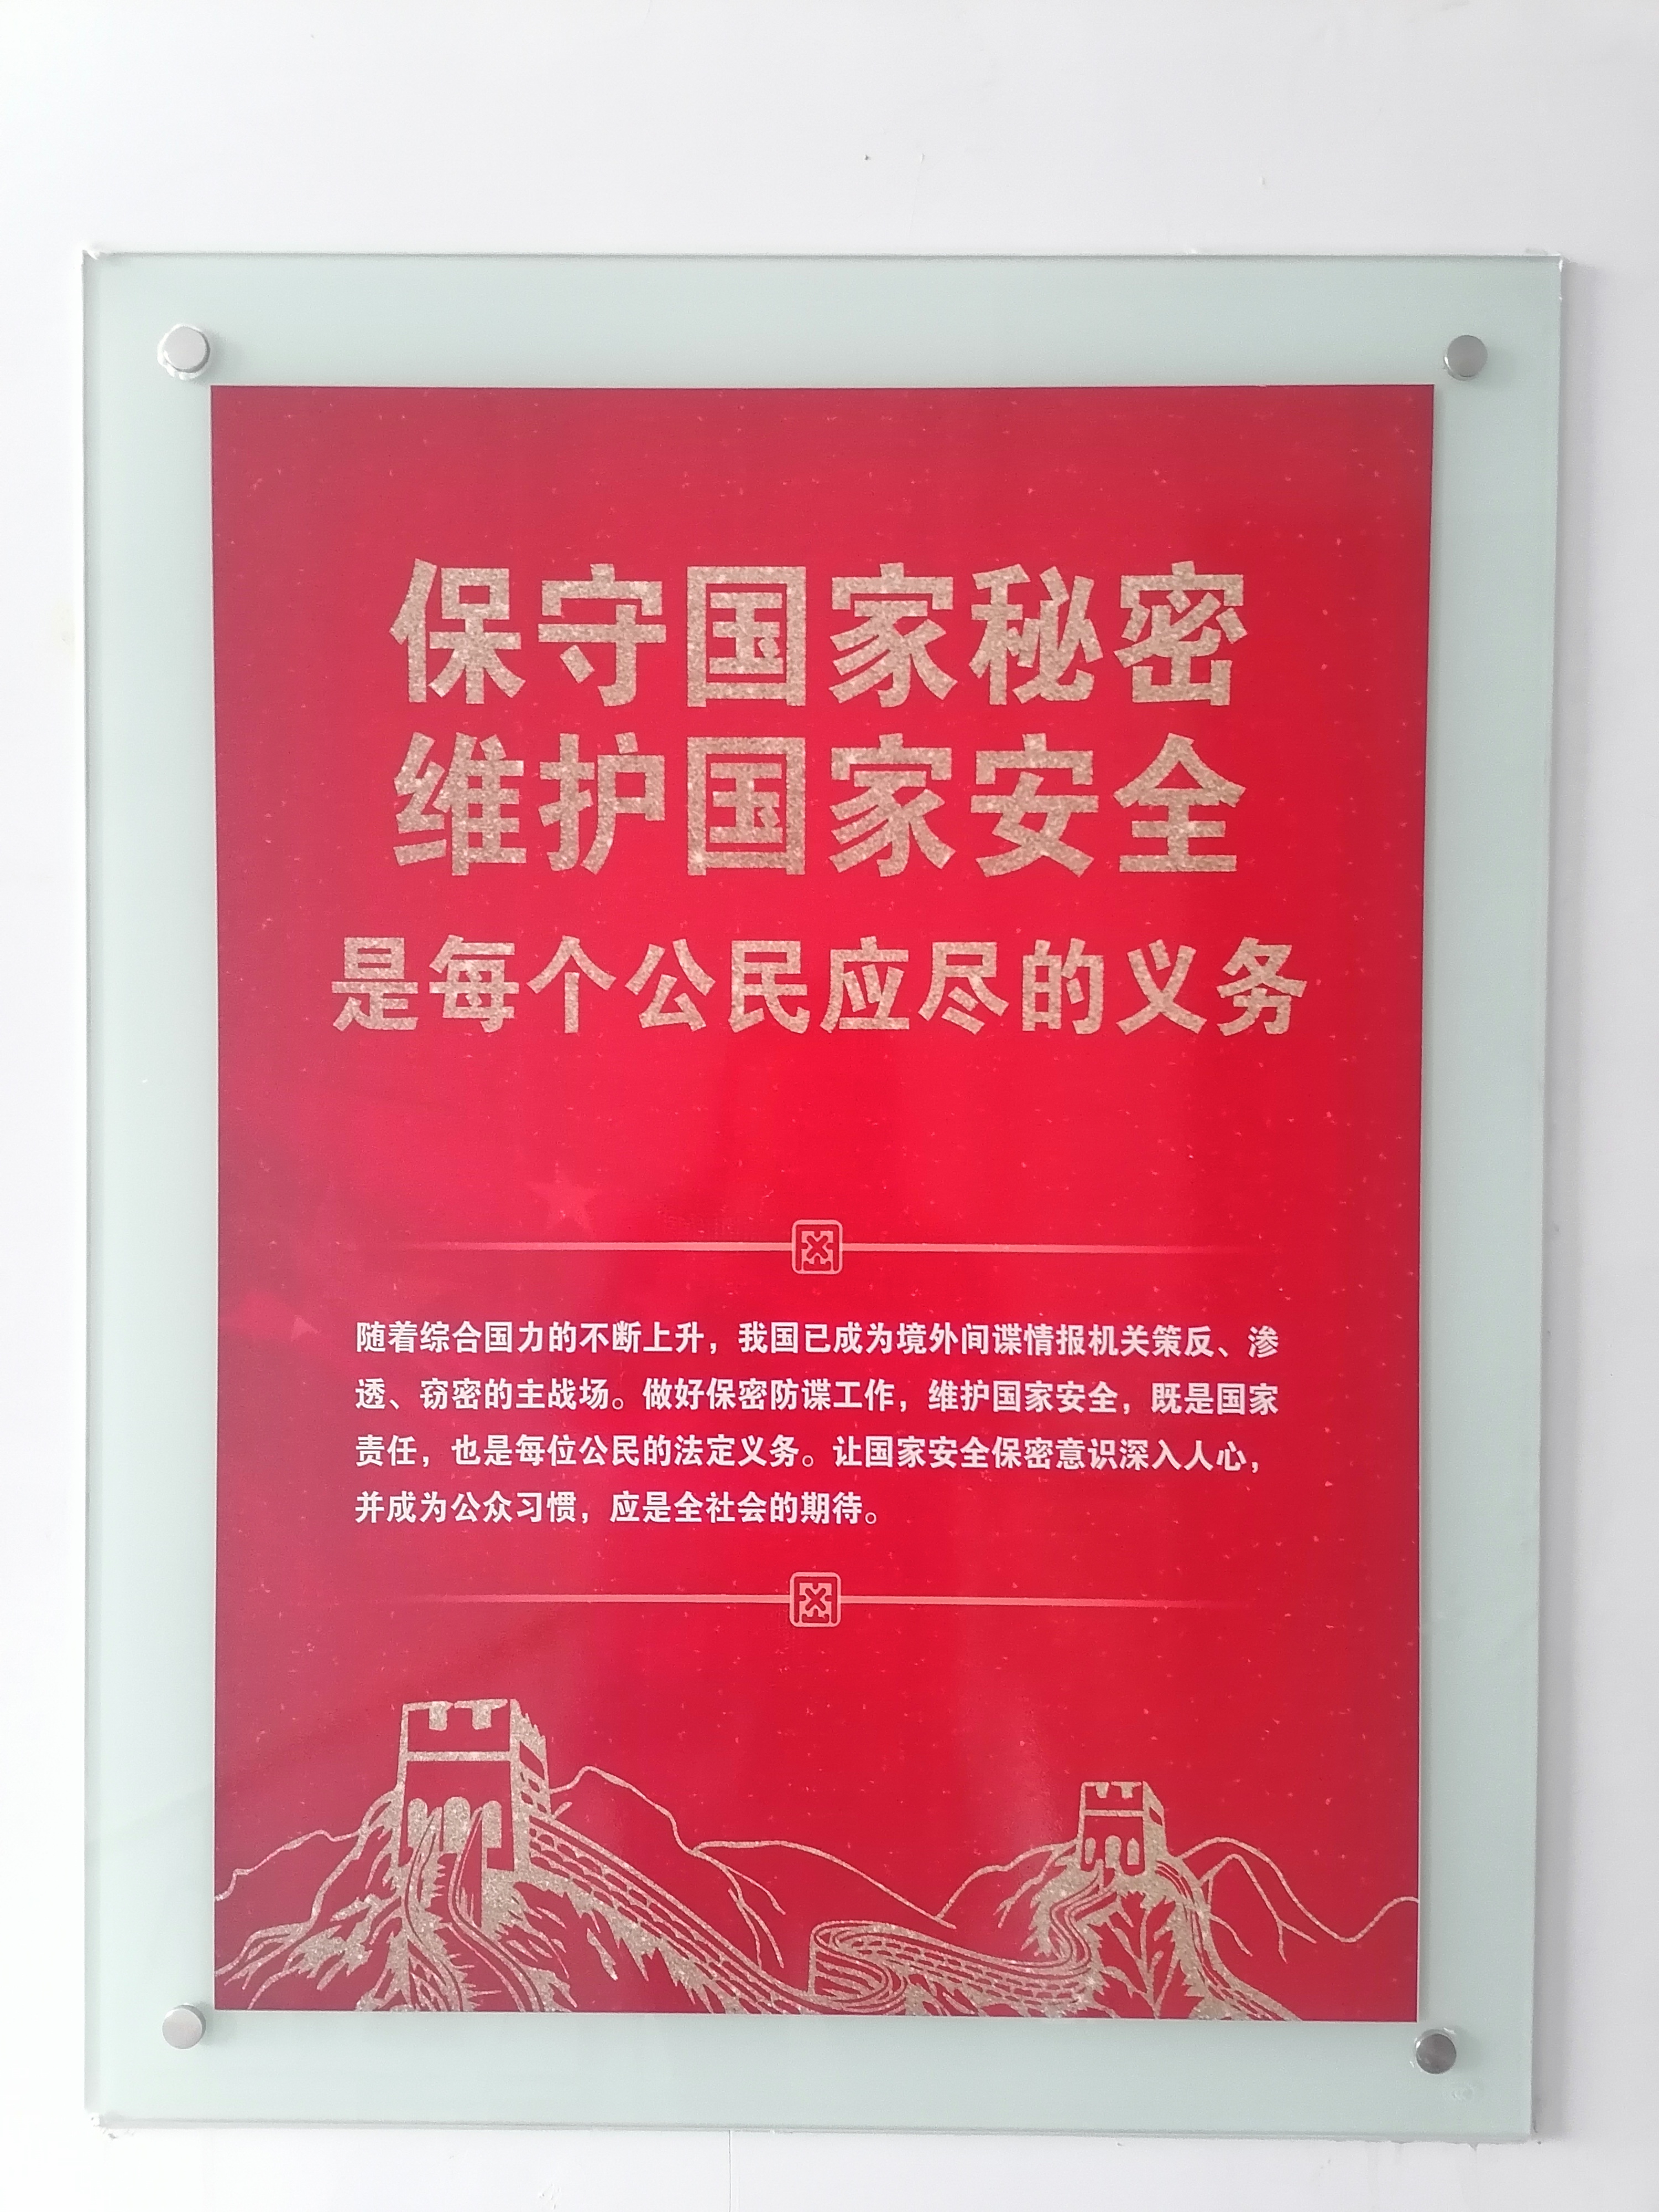 保守国家秘密
维护国家安全
是每个公民应尽的义务
随着综合国力的不断上升，我国已成为境外间谍情报机关策反、渗
透、窃密的主战场。做好保密防谍工作，维护国家安全，既是国家
责任，也是每位公民的法定义务。让国家安全保密意识深入人心，
并成为公众习惯，应是全社会的期待。